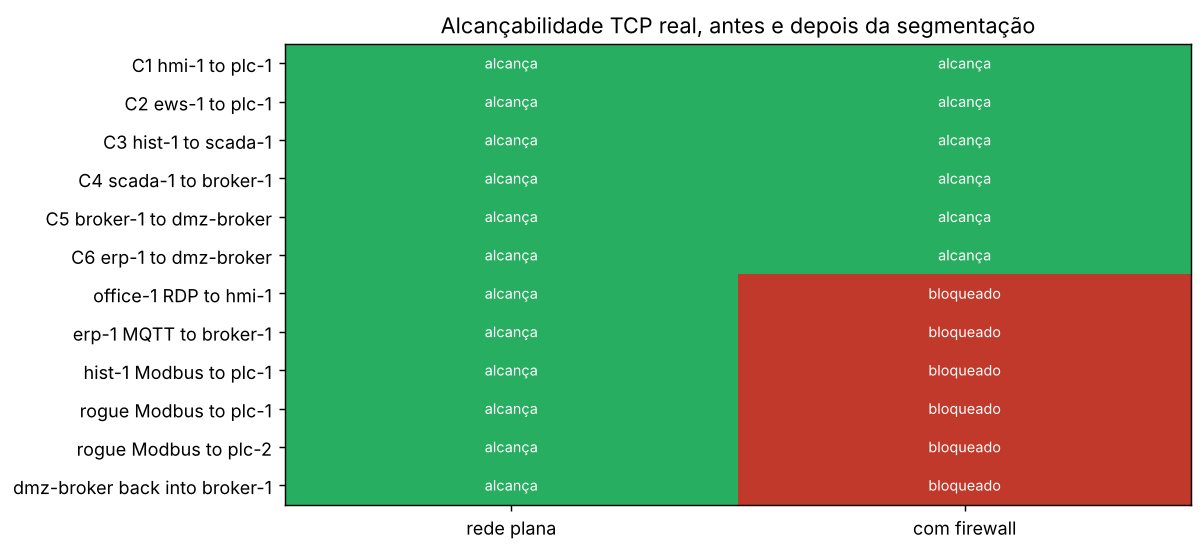 Alcançabilidade TCP real, antes e depois da segmentação
C1 hmi-1 to plc-1 alcança alcança
C2 ews-1 to plc-1 alcança alcança
C3 hist-1 to scada-1 alcança alcança
C4 scada-1 to broker-1 alcança alcança
C5 broker-1 to dmz-broker alcança alcança
C6 erp-1 to dmz-broker alcança alcança
office-1 RDP to hmi-1 alcança bloqueado
erp-1 MQTT to broker-1 alcança bloqueado
hist-1 Modbus to plc-1 alcança bloqueado
rogue Modbus to plc-1 alcança bloqueado
rogue Modbus to plc-2 alcança bloqueado
dmz-broker back into broker-1 alcança bloqueado
rede plana com firewall